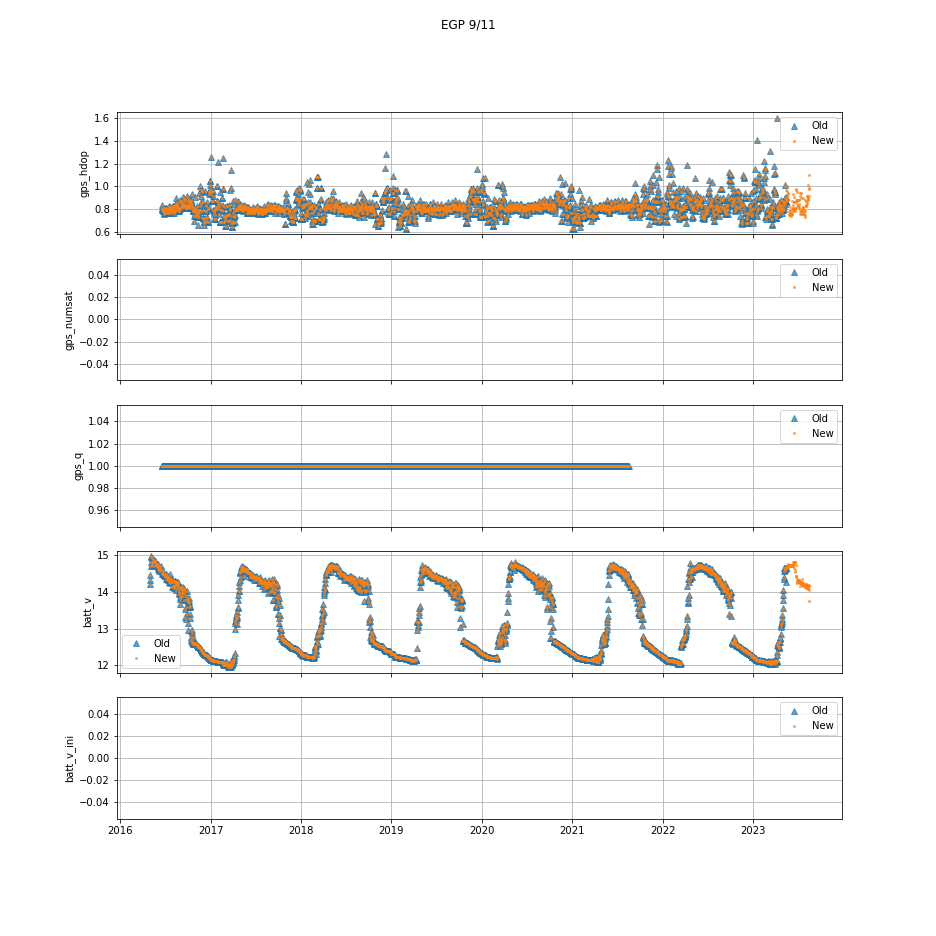 EGP 9/11
1.6
1.4
1.2
1.0
0.8
0.6
gps_hdop
Old
New
0.04
0.02
0.00
−0.02
−0.04
gps_numsat
Old
New
1.04
1.02
1.00
0.98
0.96
gps_q
Old
New
15
14
13
12
batt_v
Old
New
0.04
0.02
0.00
−0.02
−0.04
batt_v_ini
Old
New
2016 2017 2018 2019 2020 2021 2022 2023